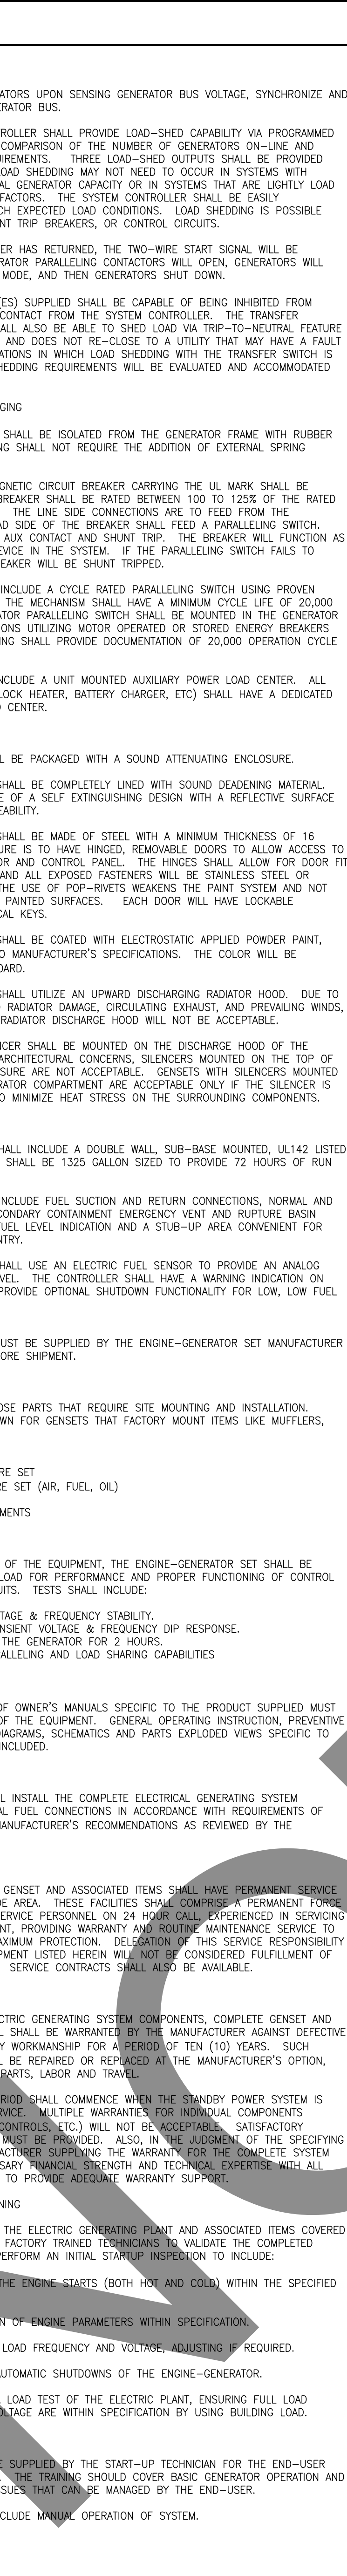 ATORS UPON SENSING GENERATOR BUS VOLTAGE, SYNCHRONIZE AND
ERATOR BUS.
ROLLER SHALL PROVIDE LOAD-SHED CAPABILITY VIA PROGRAMMED
COMPARISON OF THE NUMBER OF GENERATORS ON-LINE AND
UIREMENTS. THREE LOAD-SHED OUTPUTS SHALL BE PROVIDED
OAD SHEDDING MAY NOT NEED TO OCCUR IN SYSTEMS WITH
AL GENERATOR CAPACITY OR IN SYSTEMS THAT ARE LIGHTLY LOAD
FACTORS. THE SYSTEM CONTROLLER SHALL BE EASILY
CH EXPECTED LOAD CONDITIONS. LOAD SHEDDING IS POSSIBLE
NT TRIP BREAKERS, OR CONTROL CIRCUITS.
ER HAS RETURNED, THE TWO-WIRE START SIGNAL WILL BE
RATOR PARALLELING CONTACTORS WILL OPEN, GENERATORS WILL
MODE, AND THEN GENERATORS SHUT DOWN.
(ES) SUPPLIED SHALL BE CAPABLE OF BEING INHIBITED FROM
CONTACT FROM THE SYSTEM CONTROLLER. THE TRANSFER
ALL ALSO BE ABLE TO SHED LOAD VIA TRIP-TO-NEUTRAL FEATURE
AND DOES NOT RE-CLOSE TO A UTILITY THAT MAY HAVE A FAULT
ATIONS IN WHICH LOAD SHEDDING WITH THE TRANSFER SWITCH IS
HEDDING REQUIREMENTS WILL BE EVALUATED AND ACCOMMODATED
GING
SHALL BE ISOLATED FROM THE GENERATOR FRAME WITH RUBBER
NG SHALL NOT REQUIRE THE ADDITION OF EXTERNAL SPRING
GNETIC CIRCUIT BREAKER CARRYING THE UL MARK SHALL BE
BREAKER SHALL BE RATED BETWEEN 100 TO 125% OF THE RATED
THE LINE SIDE CONNECTIONS ARE TO FEED FROM THE
AD SIDE OF THE BREAKER SHALL FEED A PARALLELING SWITCH.
AUX CONTACT AND SHUNT TRIP. THE BREAKER WILL FUNCTION AS
EVICE IN THE SYSTEM. IF THE PARALLELING SWITCH FAILS TO
EAKER WILL BE SHUNT TRIPPED.
INCLUDE A CYCLE RATED PARALLELING SWITCH USING PROVEN
THE MECHANISM SHALL HAVE A MINIMUM CYCLE LIFE OF 20,000
ATOR PARALLELING SWITCH SHALL BE MOUNTED IN THE GENERATOR
ONS UTILIZING MOTOR OPERATED OR STORED ENERGY BREAKERS
ING SHALL PROVIDE DOCUMENTATION OF 20,000 OPERATION CYCLE
NCLUDE A UNIT MOUNTED AUXILIARY POWER LOAD CENTER. ALL
LOCK HEATER, BATTERY CHARGER, ETC) SHALL HAVE A DEDICATED
D CENTER.
L BE PACKAGED WITH A SOUND ATTENUATING ENCLOSURE.
SHALL BE COMPLETELY LINED WITH SOUND DEADENING MATERIAL.
E OF A SELF EXTINGUISHING DESIGN WITH A REFLECTIVE SURFACE
EABILITY.
SHALL BE MADE OF STEEL WITH A MINIMUM THICKNESS OF 16
URE IS TO HAVE HINGED, REMOVABLE DOORS TO ALLOW ACCESS TO
OR AND CONTROL PANEL. THE HINGES SHALL ALLOW FOR DOOR FIT
AND ALL EXPOSED FASTENERS WILL BE STAINLESS STEEL OR
THE USE OF POP-RIVETS WEAKENS THE PAINT SYSTEM AND NOT
PAINTED SURFACES. EACH DOOR WILL HAVE LOCKABLE
CAL KEYS.
SHALL BE COATED WITH ELECTROSTATIC APPLIED POWDER PAINT,
O MANUFACTURER'S SPECIFICATIONS. THE COLOR WILL BE
DARD.
SHALL UTILIZE AN UPWARD DISCHARGING RADIATOR HOOD. DUE TO
RADIATOR DAMAGE, CIRCULATING EXHAUST, AND PREVAILING WINDS,
RADIATOR DISCHARGE HOOD WILL NOT BE ACCEPTABLE.
NCER SHALL BE MOUNTED ON THE DISCHARGE HOOD OF THE
ARCHITECTURAL CONCERNS, SILENCERS MOUNTED ON THE TOP OF
SURE ARE NOT ACCEPTABLE. GENSETS WITH SILENCERS MOUNTED
RATOR COMPARTMENT ARE ACCEPTABLE ONLY IF THE SILENCER IS
O MINIMIZE HEAT STRESS ON THE SURROUNDING COMPONENTS.
HALL INCLUDE A DOUBLE WALL, SUB-BASE MOUNTED, UL142 LISTED
SHALL BE 1325 GALLON SIZED TO PROVIDE 72 HOURS OF RUN
NCLUDE FUEL SUCTION AND RETURN CONNECTIONS, NORMAL AND
CONDARY CONTAINMENT EMERGENCY VENT AND RUPTURE BASIN
FUEL LEVEL INDICATION AND A STUB-UP AREA CONVENIENT FOR
NTRY.
HALL USE AN ELECTRIC FUEL SENSOR TO PROVIDE AN ANALOG
VEL. THE CONTROLLER SHALL HAVE A WARNING INDICATION ON
PROVIDE OPTIONAL SHUTDOWN FUNCTIONALITY FOR LOW, LOW FUEL
UST BE SUPPLIED BY THE ENGINE-GENERATOR SET MANUFACTURER
ORE SHIPMENT.
OSE PARTS THAT REQUIRE SITE MOUNTING AND INSTALLATION.
WN FOR GENSETS THAT FACTORY MOUNT ITEMS LIKE MUFFLERS,
RE SET
RE SET (AIR, FUEL, OIL)
MENTS
OF THE EQUIPMENT, THE ENGINE-GENERATOR SET SHALL BE
LOAD FOR PERFORMANCE AND PROPER FUNCTIONING OF CONTROL
UITS. TESTS SHALL INCLUDE:
TAGE & FREQUENCY STABILITY.
NSIENT VOLTAGE & FREQUENCY DIP RESPONSE.
THE GENERATOR FOR 2 HOURS.
ALLELING AND LOAD SHARING CAPABILITIES
OF OWNER'S MANUALS SPECIFIC TO THE PRODUCT SUPPLIED MUST
OF THE EQUIPMENT. GENERAL OPERATING INSTRUCTION, PREVENTIVE
DIAGRAMS, SCHEMATICS AND PARTS EXPLODED VIEWS SPECIFIC TO
INCLUDED.
L INSTALL THE COMPLETE ELECTRICAL GENERATING SYSTEM
AL FUEL CONNECTIONS IN ACCORDANCE WITH REQUIREMENTS OF
MANUFACTURER'S RECOMMENDATIONS AS REVIEWED BY THE
GENSET AND ASSOCIATED ITEMS SHALL HAVE PERMANENT SERVICE
DE AREA. THESE FACILITIES SHALL COMPRISE A PERMANENT FORCE
ERVICE PERSONNEL ON 24 HOUR CALL, EXPERIENCED IN SERVICING
NT, PROVIDING WARRANTY AND ROUTINE MAINTENANCE SERVICE TO
AXIMUM PROTECTION. DELEGATION OF THIS SERVICE RESPONSIBILITY
PMENT LISTED HEREIN WILL NOT BE CONSIDERED FULFILLMENT OF
SERVICE CONTRACTS SHALL ALSO BE AVAILABLE.
CTRIC GENERATING SYSTEM COMPONENTS, COMPLETE GENSET AND
L SHALL BE WARRANTED BY THE MANUFACTURER AGAINST DEFECTIVE
Y WORKMANSHIP FOR A PERIOD OF TEN (10) YEARS. SUCH
L BE REPAIRED OR REPLACED AT THE MANUFACTURER'S OPTION,
PARTS, LABOR AND TRAVEL.
RIOD SHALL COMMENCE WHEN THE STANDBY POWER SYSTEM IS
RVICE. MULTIPLE WARRANTIES FOR INDIVIDUAL COMPONENTS
CONTROLS, ETC.) WILL NOT BE ACCEPTABLE. SATISFACTORY
MUST BE PROVIDED. ALSO, IN THE JUDGMENT OF THE SPECIFYING
FACTURER SUPPLYING THE WARRANTY FOR THE COMPLETE SYSTEM
SSARY FINANCIAL STRENGTH AND TECHNICAL EXPERTISE WITH ALL
TO PROVIDE ADEQUATE WARRANTY SUPPORT.
NING
THE ELECTRIC GENERATING PLANT AND ASSOCIATED ITEMS COVERED
FACTORY TRAINED TECHNICIANS TO VALIDATE THE COMPLETED
PERFORM AN INITIAL STARTUP INSPECTION TO INCLUDE:
THE ENGINE STARTS (BOTH HOT AND COLD) WITHIN THE SPECIFIED
N OF ENGINE PARAMETERS WITHIN SPECIFICATION.
LOAD FREQUENCY AND VOLTAGE, ADJUSTING IF REQUIRED.
AUTOMATIC SHUTDOWNS OF THE ENGINE-GENERATOR.
LOAD TEST OF THE ELECTRIC PLANT, ENSURING FULL LOAD
OLTAGE ARE WITHIN SPECIFICATION BY USING BUILDING LOAD.
E SUPPLIED BY THE START-UP TECHNICIAN FOR THE END-USER
THE TRAINING SHOULD COVER BASIC GENERATOR OPERATION AND
SSUES THAT CAN BE MANAGED BY THE END-USER.
CLUDE MANUAL OPERATION OF SYSTEM.